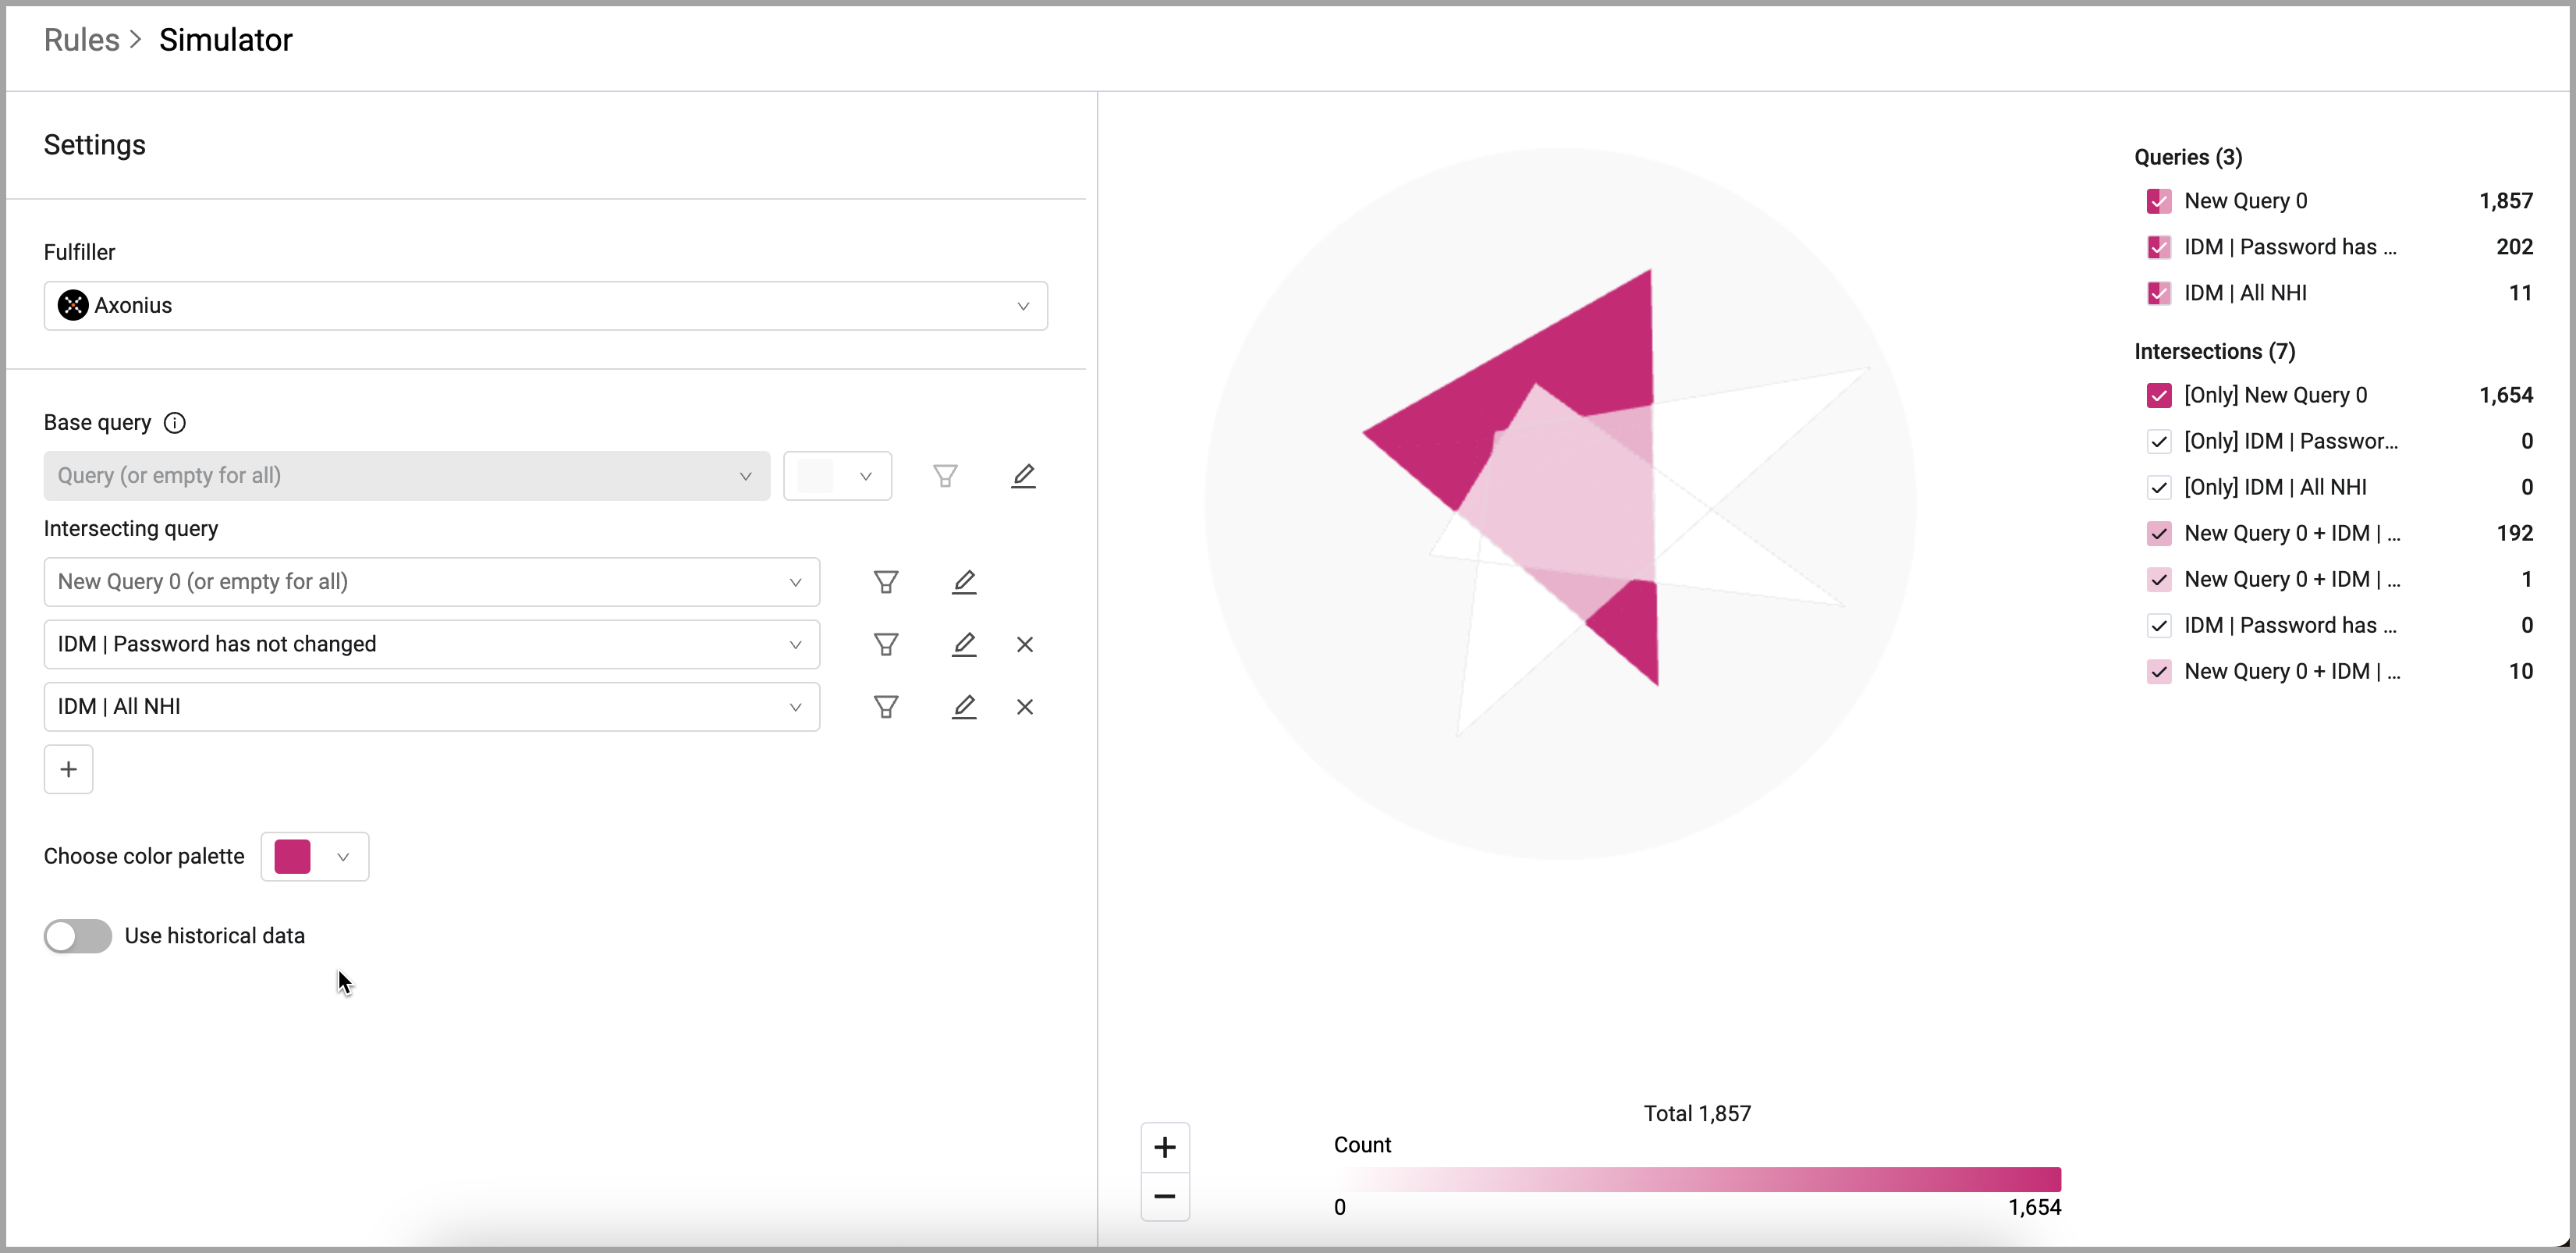 Rules > Simulator
Settings
Fulfiller
Axonius
Base query
Query (or empty for all)
Intersecting query
New Query 0 (or empty for all)
IDM | Password has not changed
IDM | All NHI
Choose color palette
Use historical data
Queries (3)
New Query 0 1,857
IDM | Password has ... 202
IDM | All NHI 11
Intersections (7)
[Only] New Query 0 1,654
[Only] IDM | Passwor... 0
[Only] IDM | All NHI 0
New Query 0 + IDM | ... 192
New Query 0 + IDM | ... 1
IDM | Password has ... 0
New Query 0 + IDM | ... 10
Total 1,857
Count
0 1,654